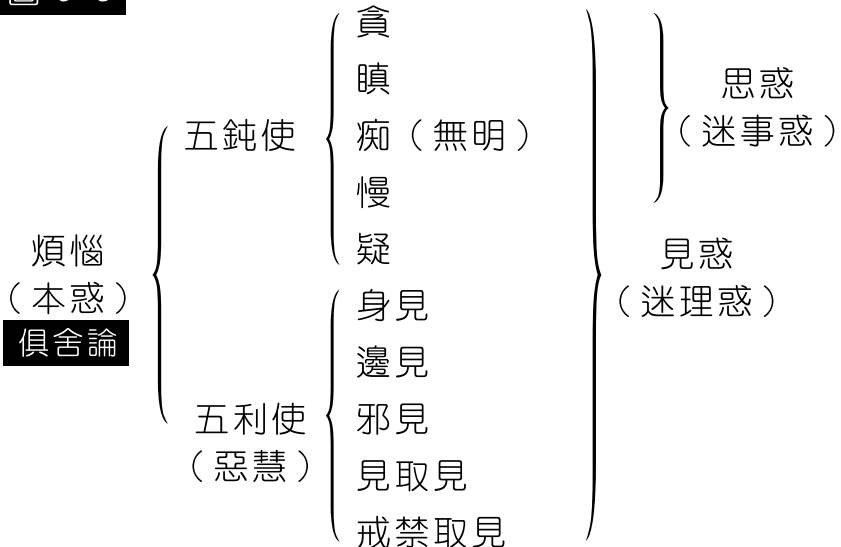 煩惱
（本惑）
俱舍論
五鈍使
貪
瞋
痴（無明）
慢
疑
五利使
（惡慧）
身見
邊見
邪見
見取見
戒禁取見
思惑
（迷事惑）
見惑
（迷理惑）